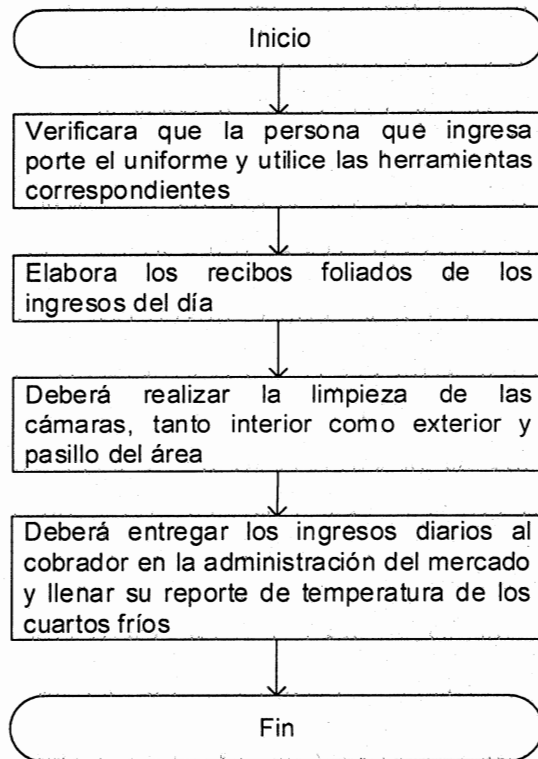 Inicio
Verificara que la persona que ingresa
porte el uniforme y utilice las herramientas
correspondientes
Elabora los recibos foliados de los
ingresos del día
Deberá realizar la limpieza de las
cámaras, tanto interior como exterior y
pasillo del área
Deberá entregar los ingresos diarios al
cobrador en la administración del mercado
y llenar su reporte de temperatura de los
cuartos fríos
Fin